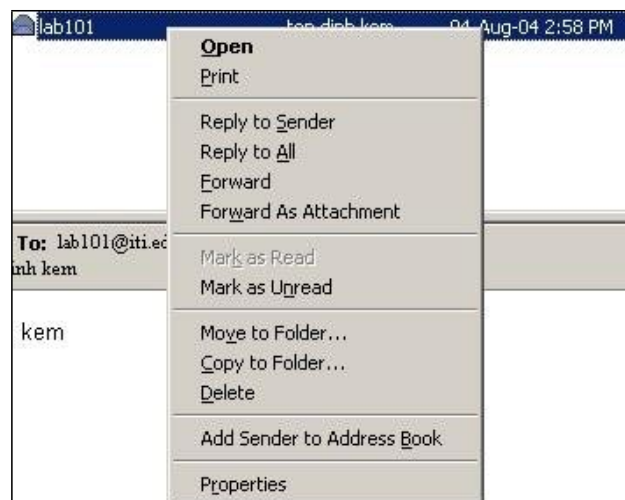 lab101 dinh kem 04-Aug-04 2:58 PM
Open
Print
Reply to Sender
Reply to All
Forward
Forward As Attachment
Mark as Read
Mark as Unread
Move to Folder...
Copy to Folder...
Delete
Add Sender to Address Book
Properties
To: lab101@iti.ed
inh kem
kem